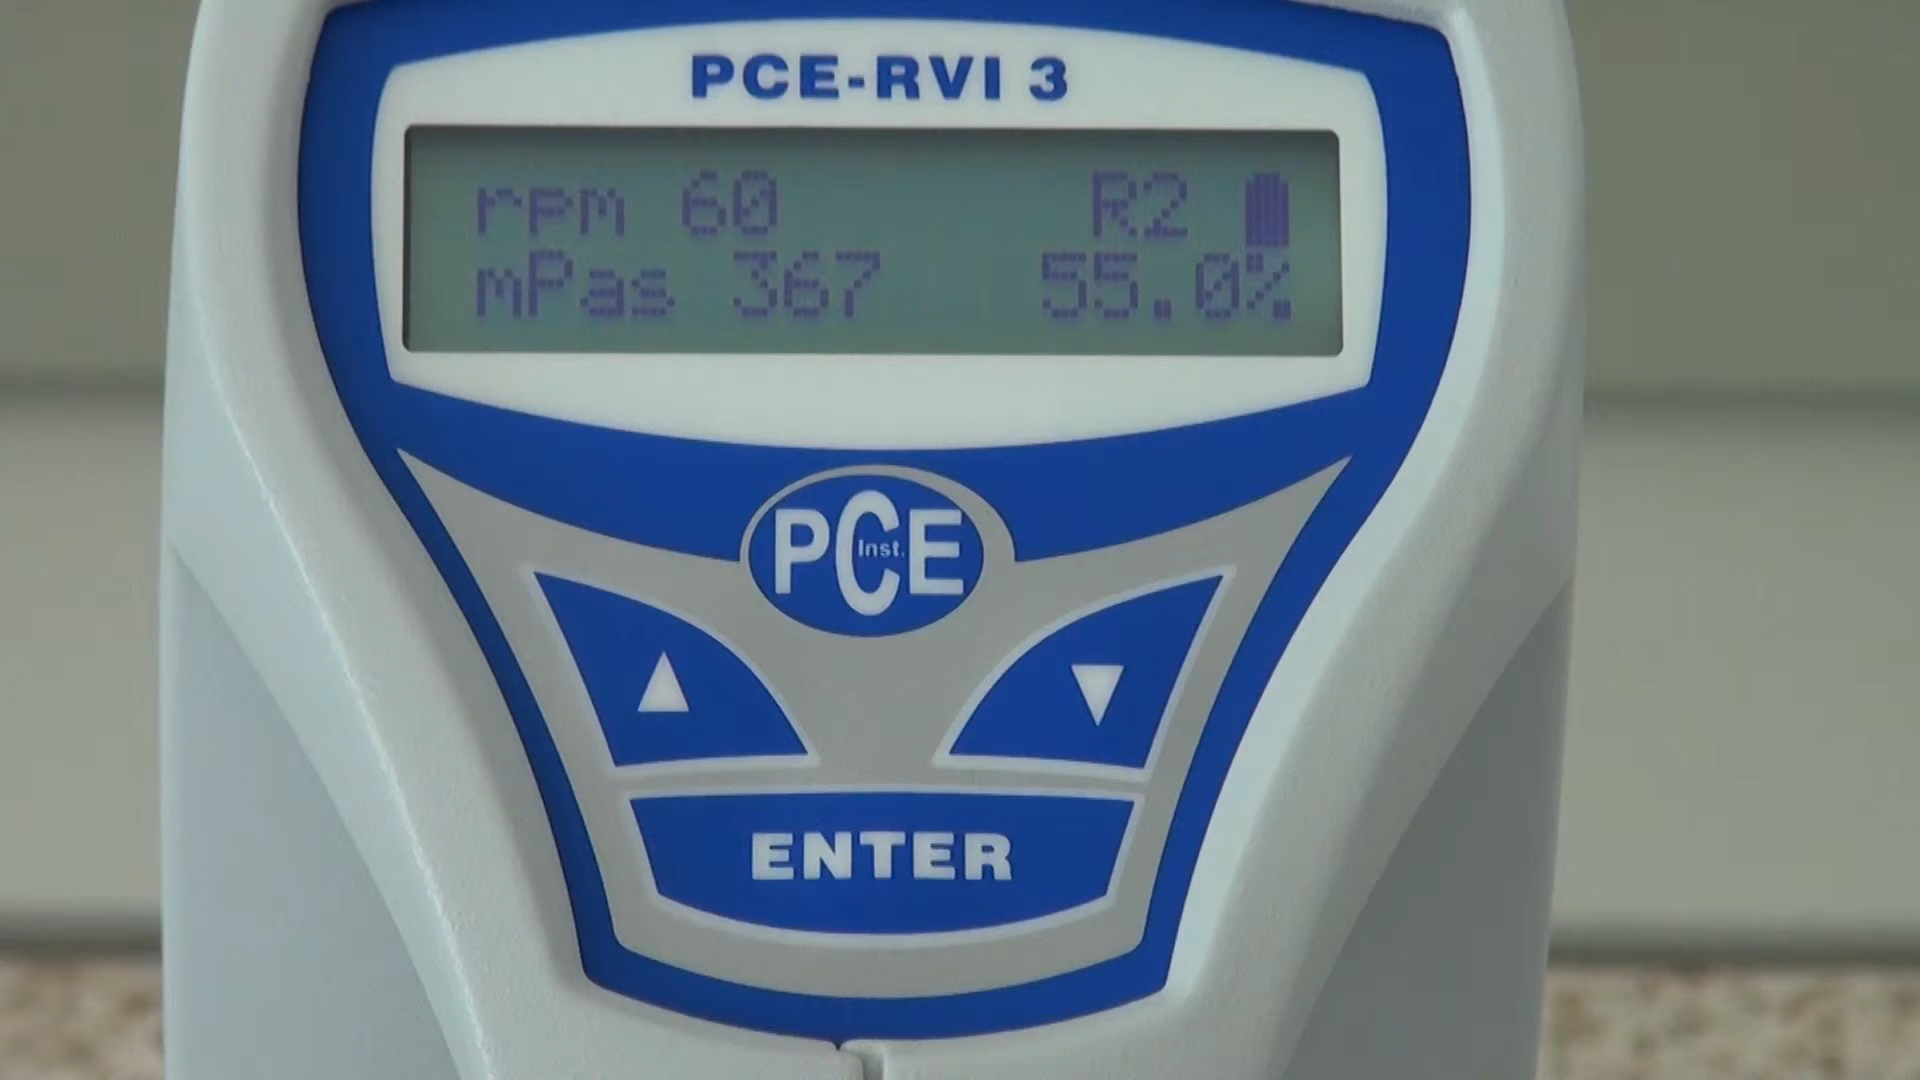 PCE-RVI 3
rpm 60 R2
mPas 367 55.0%
PCE
Inst.
ENTER